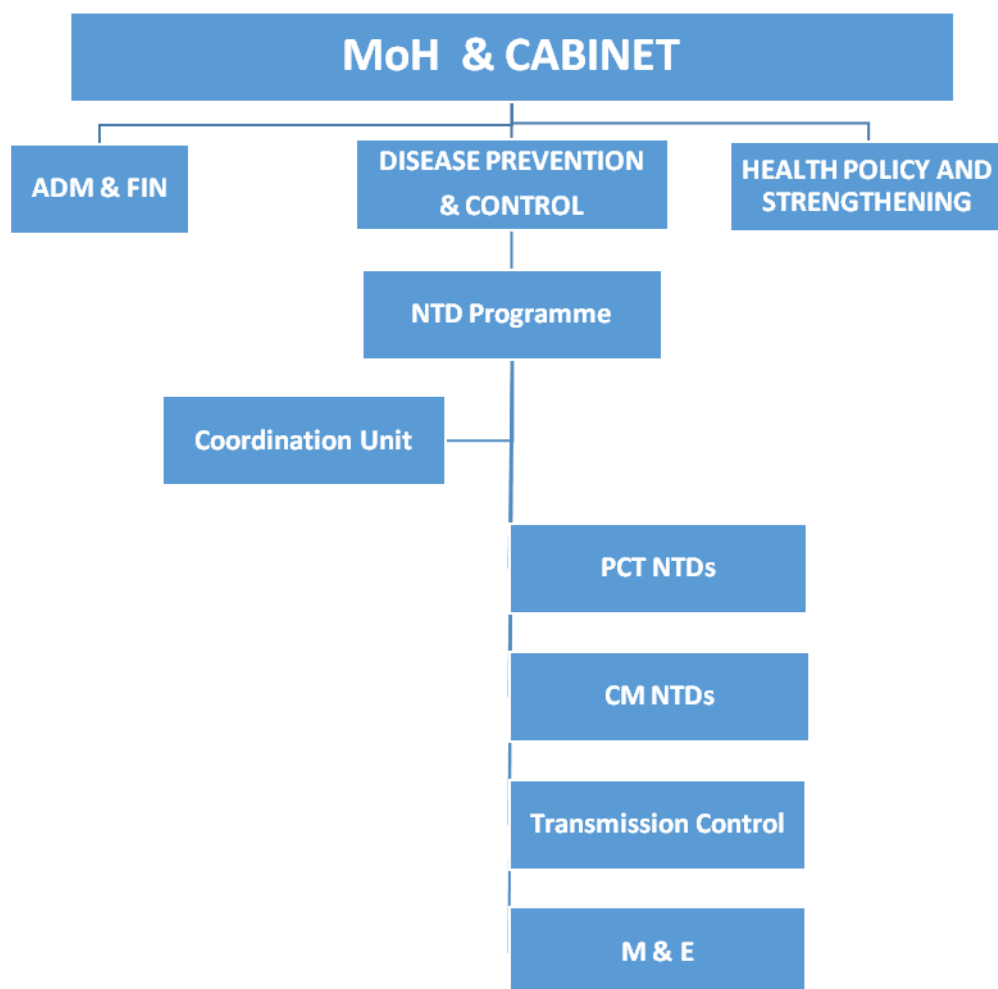 MoH & CABINET
ADM & FIN
DISEASE PREVENTION
& CONTROL
HEALTH POLICY AND
STRENGTHENING
NTD Programme
Coordination Unit
PCT NTDs
CM NTDs
Transmission Control
M & E